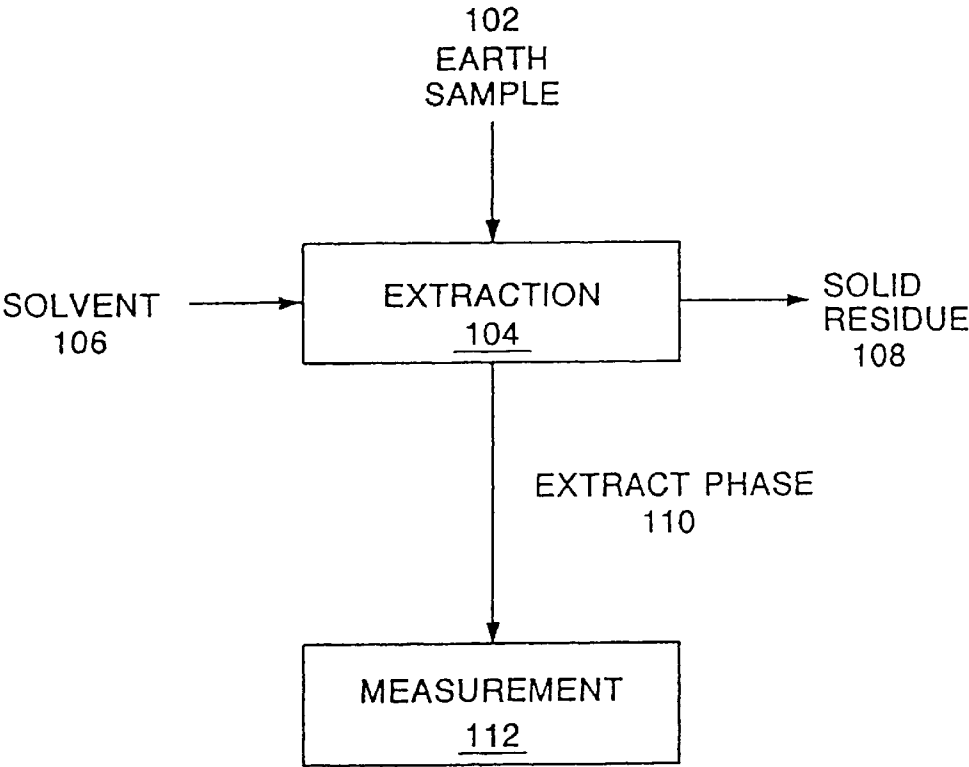 102
EARTH
SAMPLE
SOLVENT
106
EXTRACTION
104
SOLID
RESIDUE
108
EXTRACT PHASE
110
MEASUREMENT
112